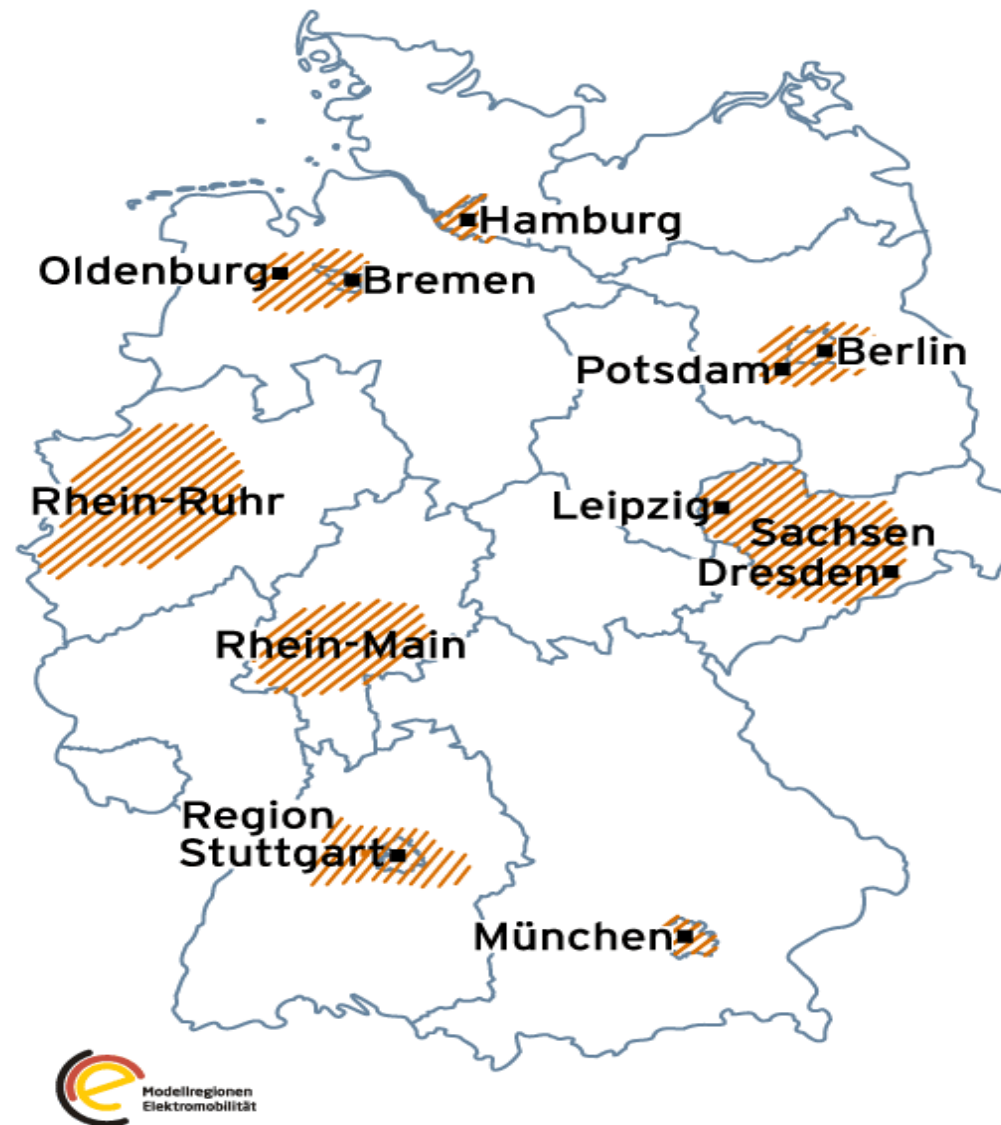 Hamburg
Oldenburg
Bremen
Berlin
Potsdam
Rhein-Ruhr
Leipzig
Sachsen
Dresden
Rhein-Main
Region
Stuttgart
München
e
Modellregionen
Elektromobilität